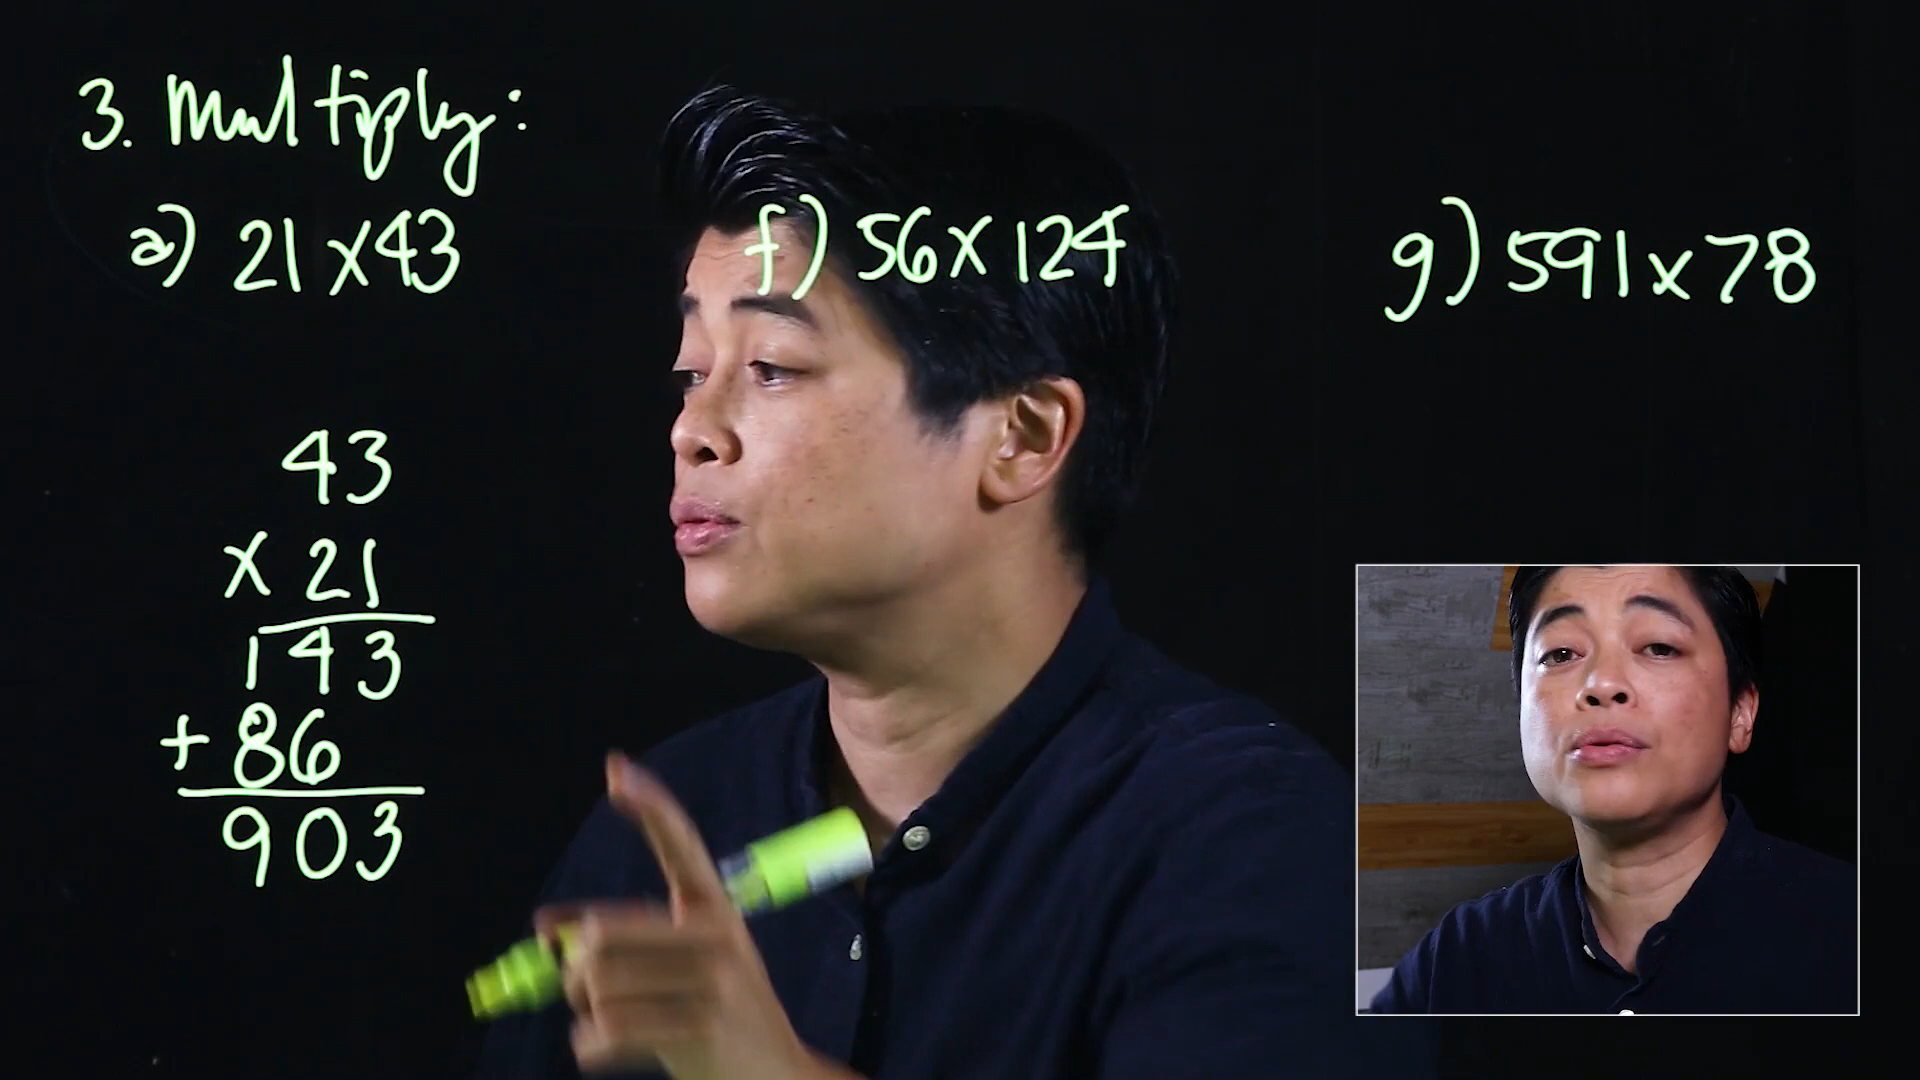 3. Multiply:
a) 21 x 43
f) 56 x 124
g) 591 x 78
43
x 21
143
+ 86
903